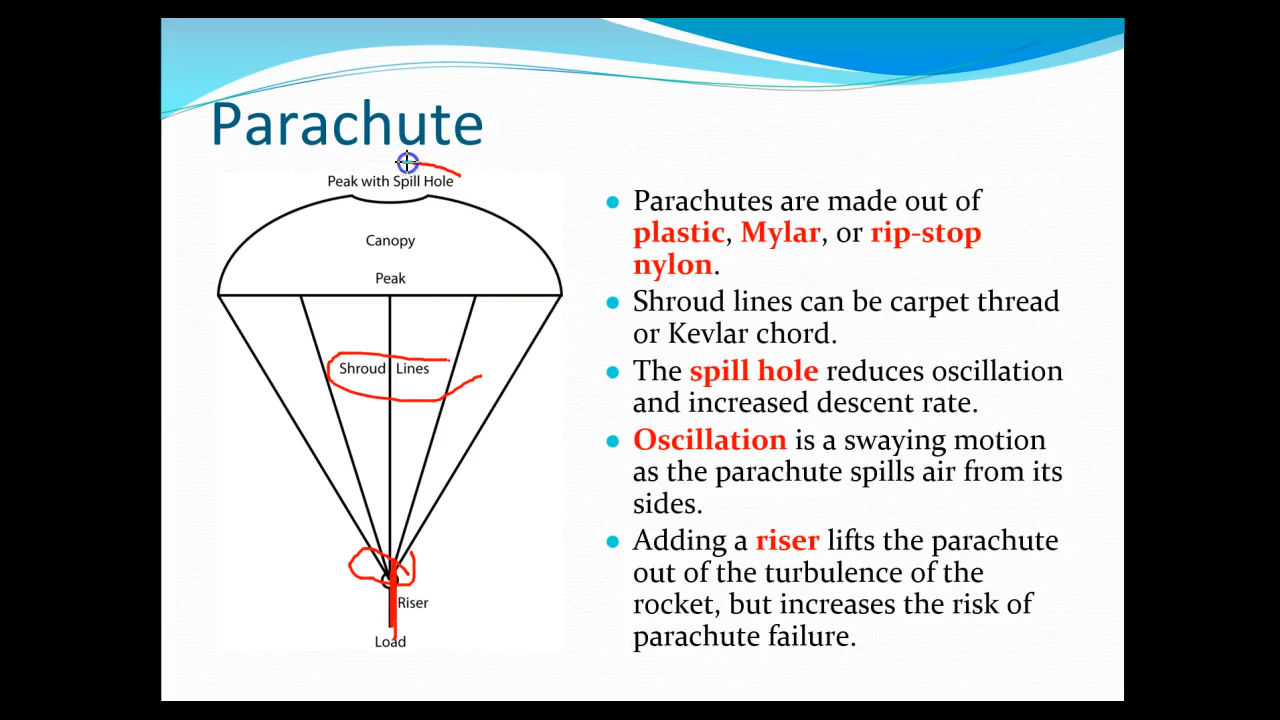 Parachute
Peak with Spill Hole
Canopy
Peak
Shroud Lines
Riser
Load
Parachutes are made out of
plastic, Mylar, or rip-stop
nylon.
Shroud lines can be carpet thread
or Kevlar chord.
The spill hole reduces oscillation
and increased descent rate.
Oscillation is a swaying motion
as the parachute spills air from its
sides.
Adding a riser lifts the parachute
out of the turbulence of the
rocket, but increases the risk of
parachute failure.